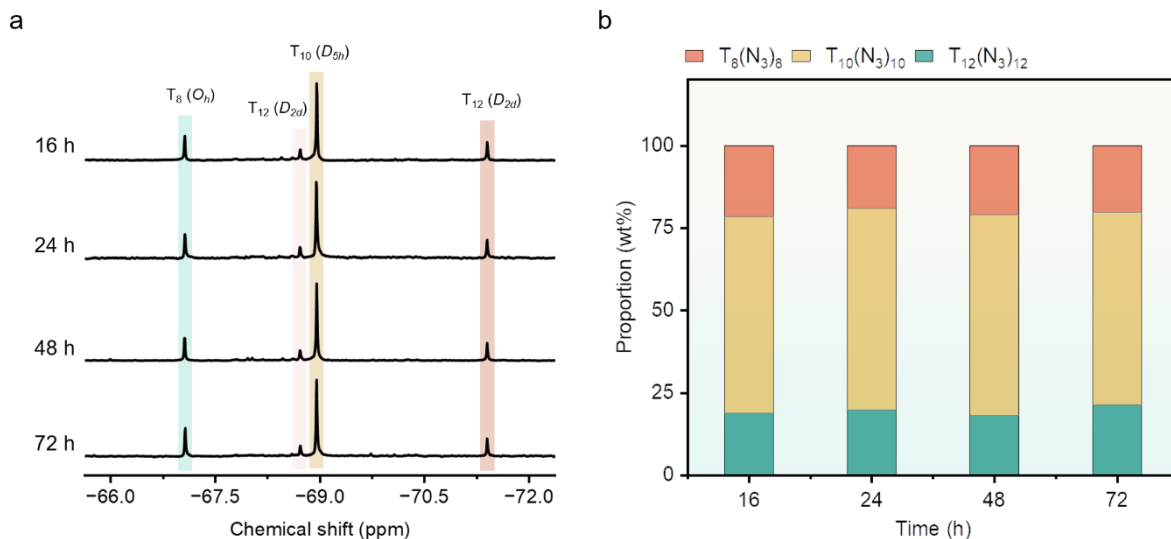 a
T₈ (Oₕ)
T₁₂ (D₂d)
T₁₀ (D₅ₕ)
T₁₂ (D₂d)
16 h
24 h
48 h
72 h
−66.0 −67.5 −69.0 −70.5 −72.0
Chemical shift (ppm)
b
T₈(N₃)₈ T₁₀(N₃)₁₀ T₁₂(N₃)₁₂
Proportion (wt%)
100
75
50
25
0
16 24 48 72
Time (h)